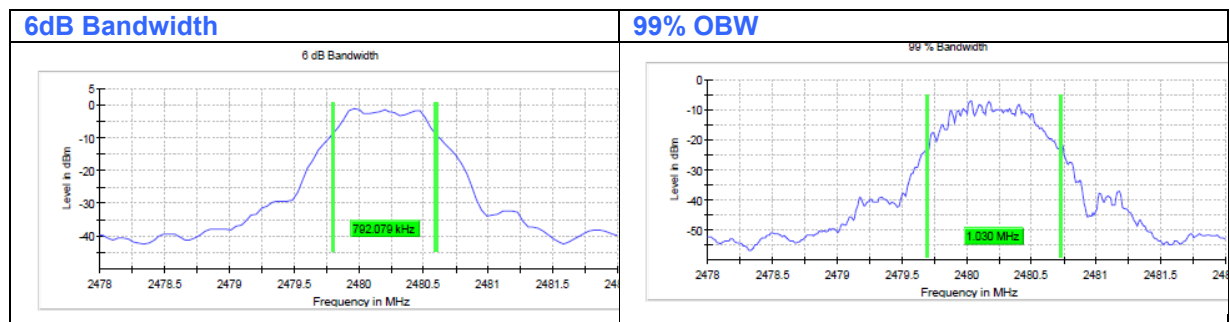 6dB Bandwidth
6 dB Bandwidth
5
0
-10
-20
-30
-40
Level in dBm
792.079 kHz
2478 2478.5 2479 2479.5 2480 2480.5 2481 2481.5
Frequency in MHz
99% OBW
99 % Bandwidth
0
-10
-20
-30
-40
-50
Level in dBm
1.030 MHz
2478 2478.5 2479 2479.5 2480 2480.5 2481 2481.5
Frequency in MHz